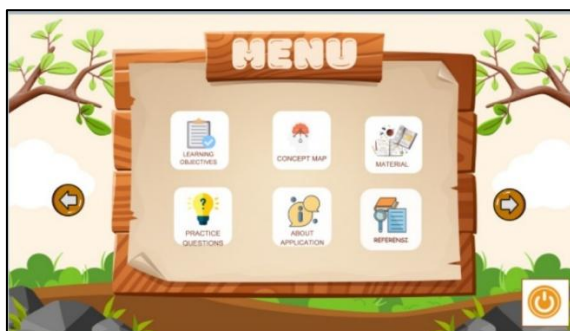 MENU
LEARNING
OBJECTIVES
CONCEPT MAP
MATERIAL
PRACTICE
QUESTIONS
ABOUT
APPLICATION
REFERENSI